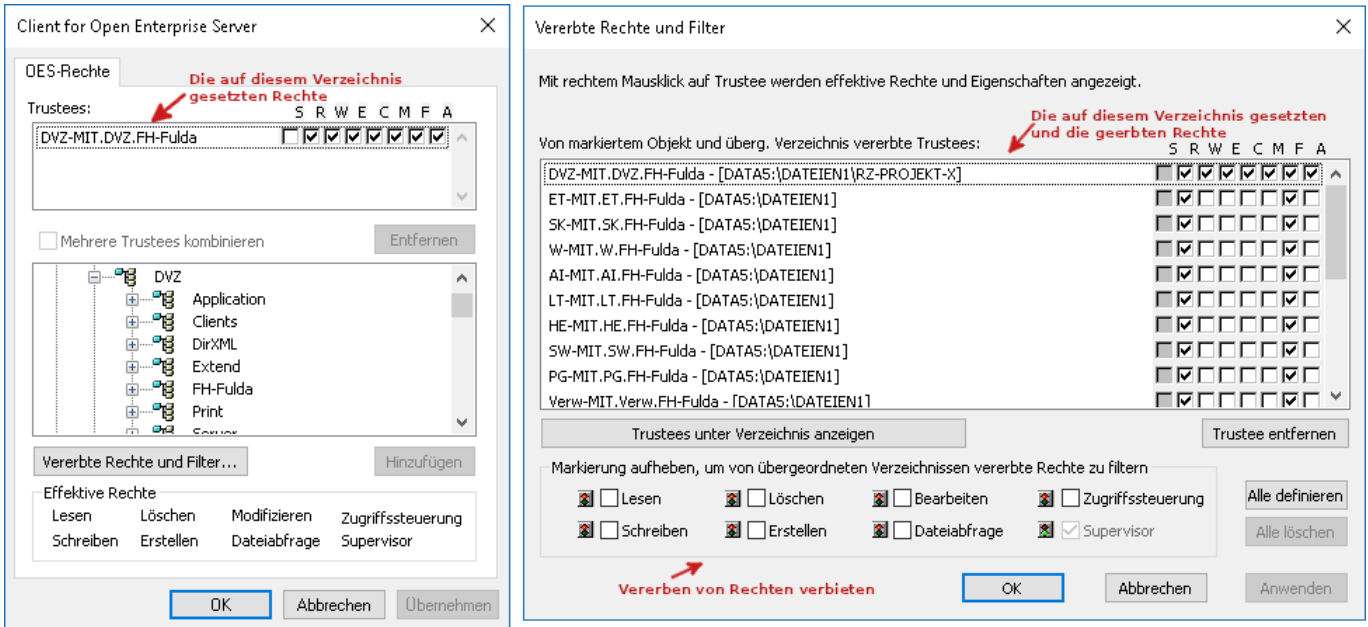 Client for Open Enterprise Server
OES-Rechte
Die auf diesem Verzeichnis
gesetzten Rechte
Trustees:
S R W E C M F A
DVZ-MIT.DVZ.FH-Fulda
Mehrere Trustees kombinieren
Entfernen
DVZ
Application
Clients
DirXML
Extend
FH-Fulda
Print
Server
Vererbte Rechte und Filter...
Hinzufügen
Effektive Rechte
Lesen Löschen Modifizieren Zugriffssteuerung
Schreiben Erstellen Dateiabfrage Supervisor
OK Abbrechen Übernehmen
Vererbte Rechte und Filter
Mit rechtem Mausklick auf Trustee werden effektive Rechte und Eigenschaften angezeigt.
Die auf diesem Verzeichnis gesetzten
und die geerbten Rechte
Von markiertem Objekt und überg. Verzeichnis vererbte Trustees:
S R W E C M F A
DVZ-MIT.DVZ.FH-Fulda - [DATA5:\DATEIEN1\RZ-PROJEKT-X]
ET-MIT.ET.FH-Fulda - [DATA5:\DATEIEN1]
SK-MIT.SK.FH-Fulda - [DATA5:\DATEIEN1]
W-MIT.W.FH-Fulda - [DATA5:\DATEIEN1]
AI-MIT.AI.FH-Fulda - [DATA5:\DATEIEN1]
LT-MIT.LT.FH-Fulda - [DATA5:\DATEIEN1]
HE-MIT.HE.FH-Fulda - [DATA5:\DATEIEN1]
SW-MIT.SW.FH-Fulda - [DATA5:\DATEIEN1]
PG-MIT.PG.FH-Fulda - [DATA5:\DATEIEN1]
Verw-MIT.Verw.FH-Fulda - [DATA5:\DATEIEN1]
Trustees unter Verzeichnis anzeigen
Trustee entfernen
Markierung aufheben, um von übergeordneten Verzeichnissen vererbte Rechte zu filtern
Lesen Löschen Bearbeiten Zugriffssteuerung
Schreiben Erstellen Dateiabfrage Supervisor
Alle definieren
Alle löschen
Vererben von Rechten verbieten
OK Abbrechen Anwenden